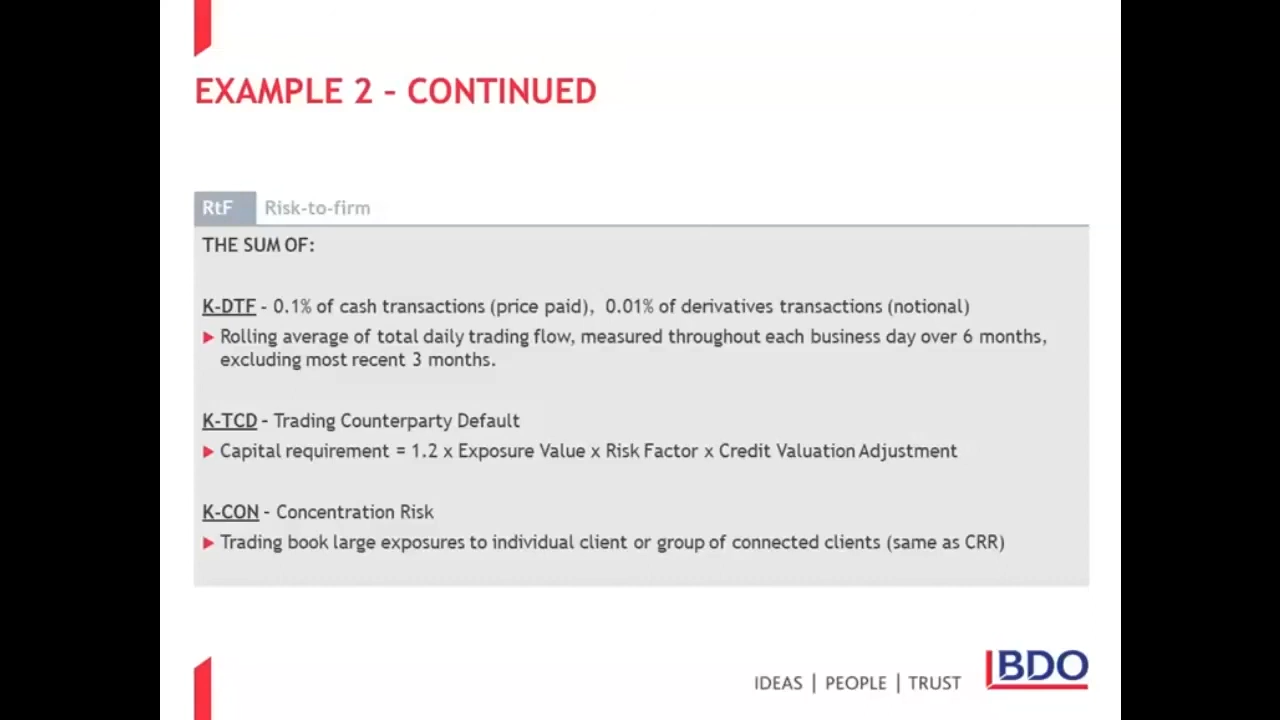 EXAMPLE 2 – CONTINUED
RtF Risk-to-firm
THE SUM OF:
K-DTF – 0.1% of cash transactions (price paid), 0.01% of derivatives transactions (notional)
▶ Rolling average of total daily trading flow, measured throughout each business day over 6 months,
excluding most recent 3 months.
K-TCD – Trading Counterparty Default
▶ Capital requirement = 1.2 x Exposure Value x Risk Factor x Credit Valuation Adjustment
K-CON – Concentration Risk
▶ Trading book large exposures to individual client or group of connected clients (same as CRR)
IDEAS | PEOPLE | TRUST
BDO